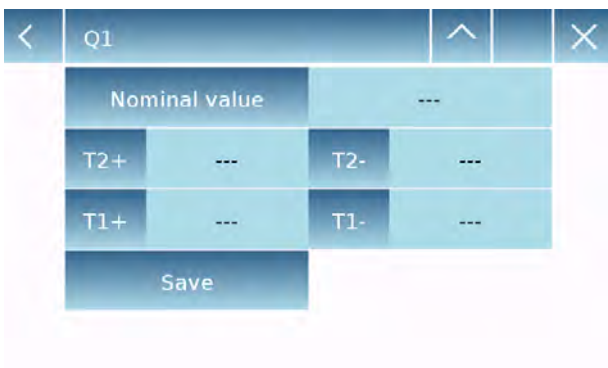 Q1
Nominal value ---
T2+ --- T2- ---
T1+ --- T1- ---
Save